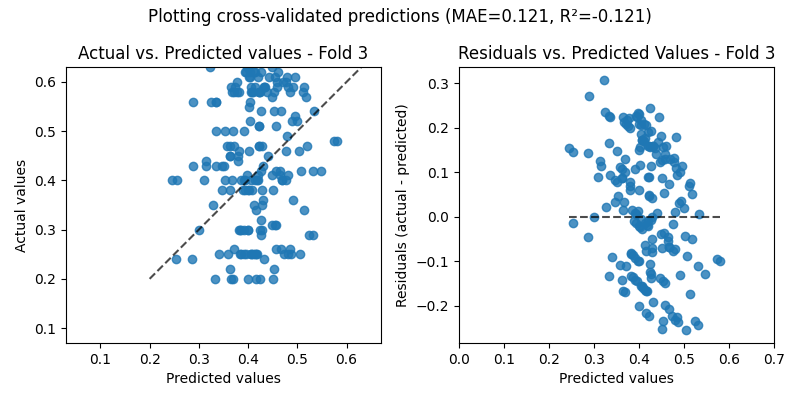 Plotting cross-validated predictions (MAE=0.121, R²=-0.121)
Actual vs. Predicted values - Fold 3
Actual values
0.6
0.5
0.4
0.3
0.2
0.1
0.1 0.2 0.3 0.4 0.5 0.6
Predicted values
Residuals vs. Predicted Values - Fold 3
Residuals (actual - predicted)
0.3
0.2
0.1
0.0
−0.1
−0.2
0.0 0.1 0.2 0.3 0.4 0.5 0.6 0.7
Predicted values